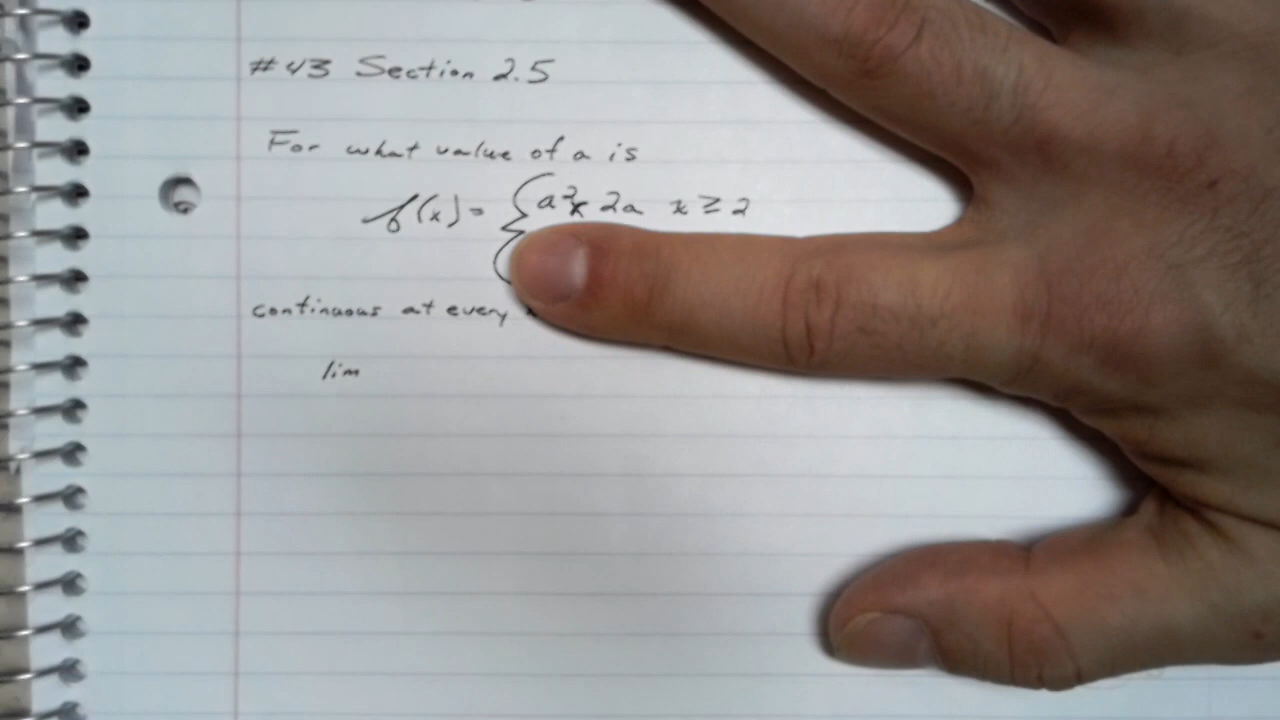 #43 Section 2.5
For what value of a is
f(x) = { a²x 2a x ≥ 2
continuous at every
lim